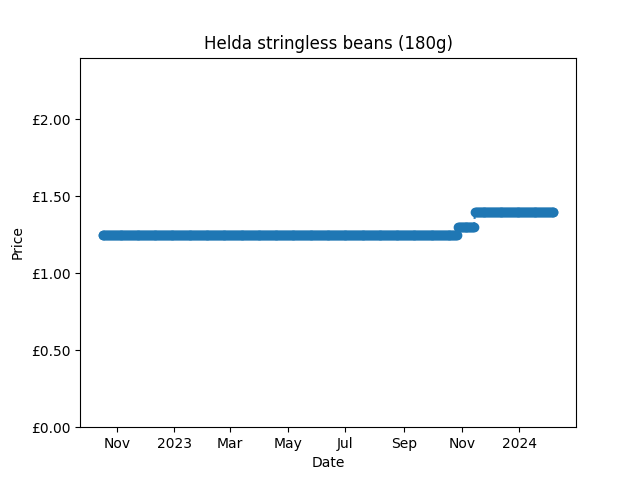 Helda stringless beans (180g)
£2.00
£1.50
£1.00
£0.50
£0.00
Price
Nov 2023 Mar May Jul Sep Nov 2024
Date